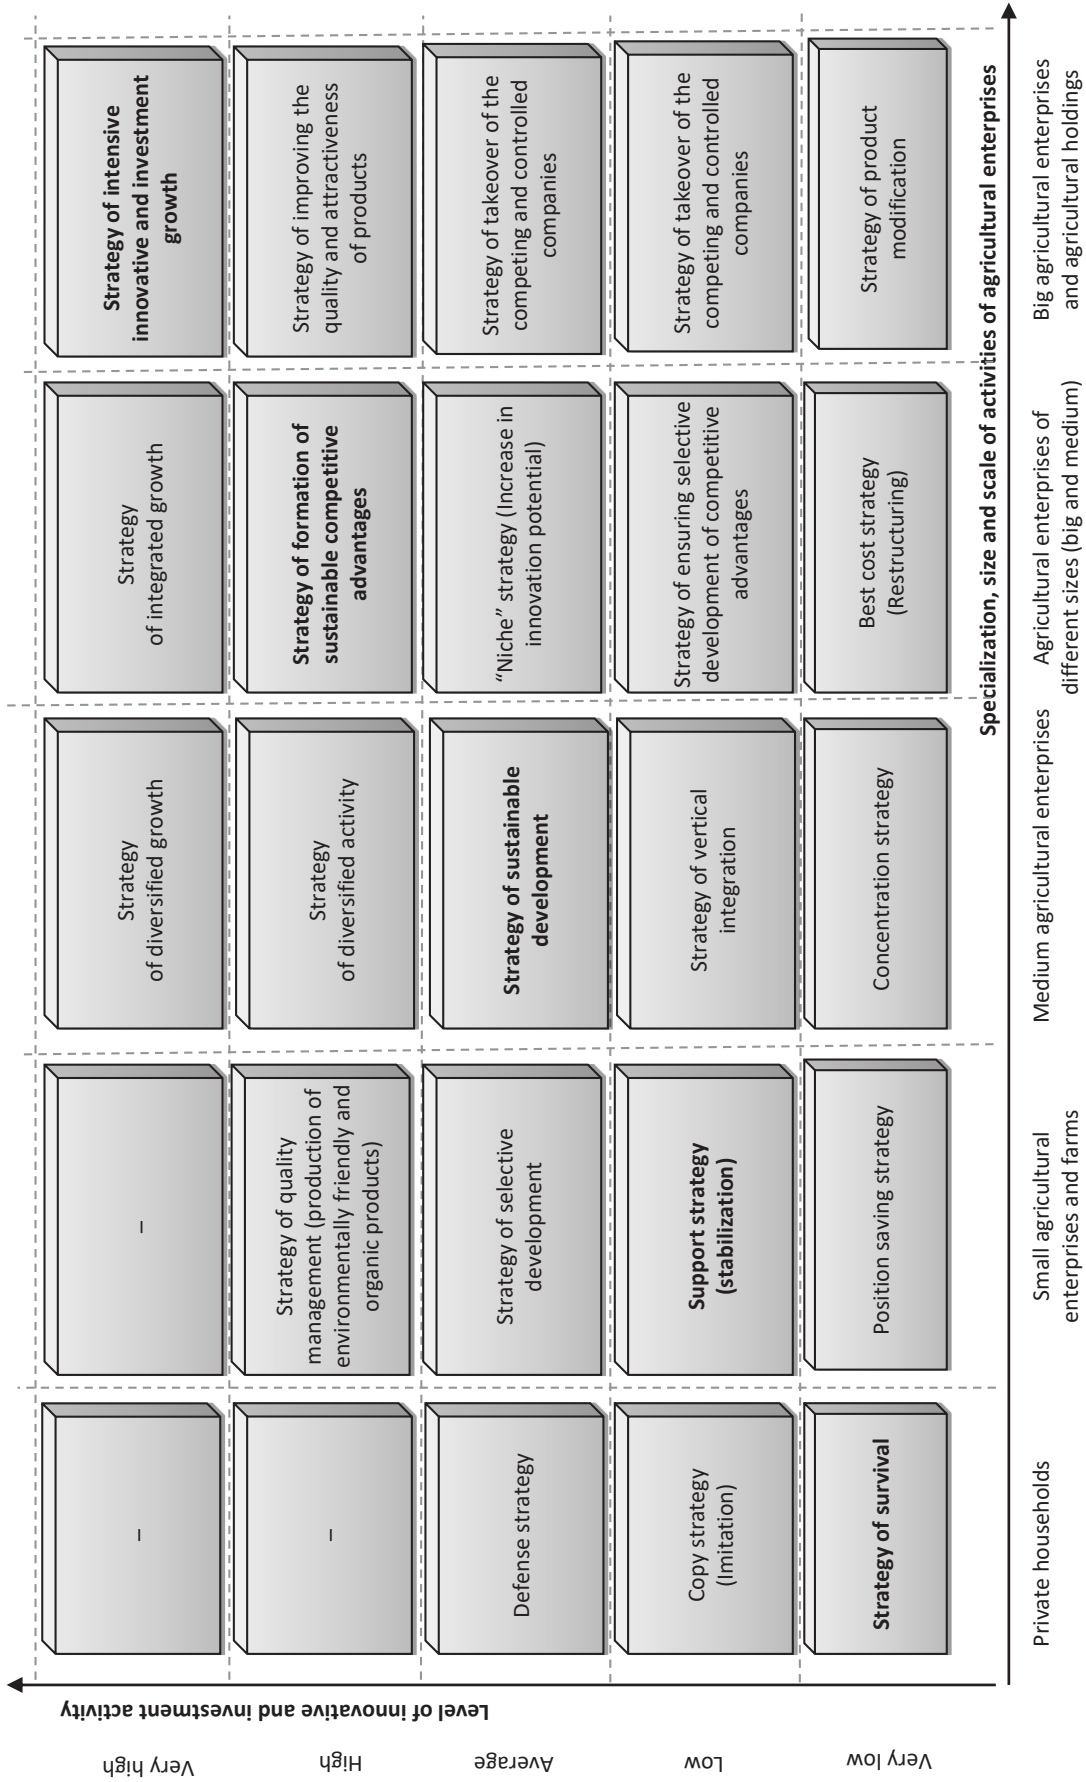 Level of innovative and investment activity
Very high
High
Average
Low
Very low
–
–
Strategy
of diversified growth
Strategy
of integrated growth
Strategy of intensive
innovative and investment
growth
–
Strategy of quality
management (production of
environmentally friendly and
organic products)
Strategy
of diversified activity
Strategy of formation of
sustainable competitive
advantages
Strategy of improving the
quality and attractiveness
of products
Defense strategy
Strategy of selective
development
Strategy of sustainable
development
“Niche” strategy (Increase in
innovation potential)
Strategy of takeover of the
competing and controlled
companies
Copy strategy
(Imitation)
Support strategy
(stabilization)
Strategy of vertical
integration
Strategy of ensuring selective
development of competitive
advantages
Strategy of takeover of the
competing and controlled
companies
Strategy of survival
Position saving strategy
Concentration strategy
Best cost strategy
(Restructuring)
Strategy of product
modification
Specialization, size and scale of activities of agricultural enterprises
Private households
Small agricultural
enterprises and farms
Medium agricultural enterprises
Agricultural enterprises of
different sizes (big and medium)
Big agricultural enterprises
and agricultural holdings